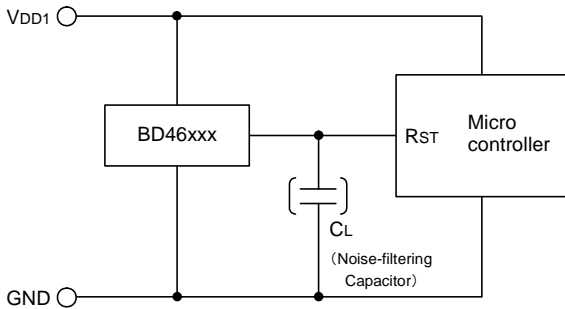 VDD1
BD46xxx
RST
Micro
controller
CL
（Noise-filtering
Capacitor）
GND